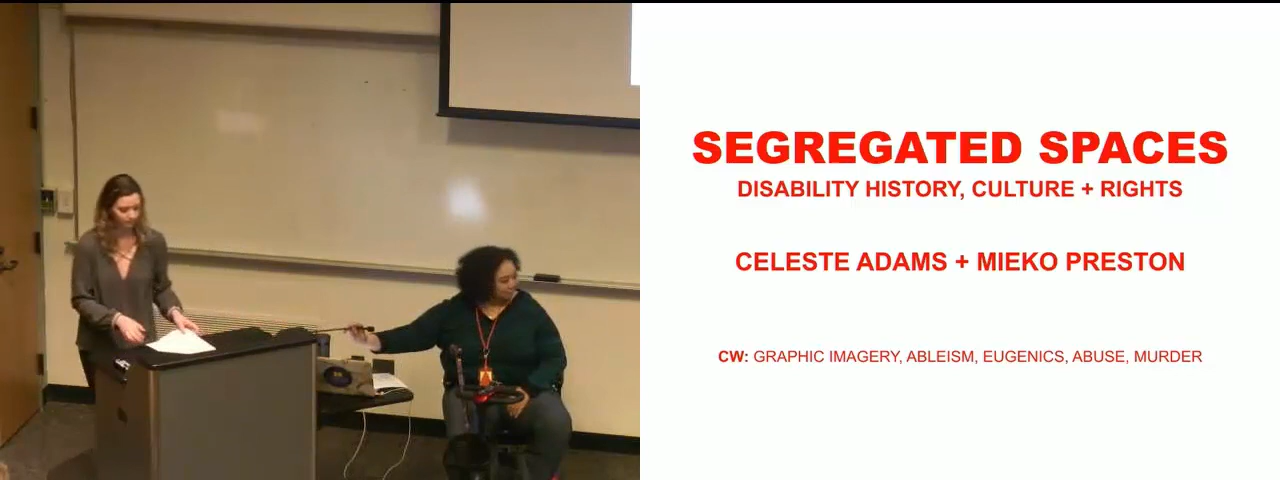 SEGREGATED SPACES
DISABILITY HISTORY, CULTURE + RIGHTS
CELESTE ADAMS + MIEKO PRESTON
CW: GRAPHIC IMAGERY, ABLEISM, EUGENICS, ABUSE, MURDER